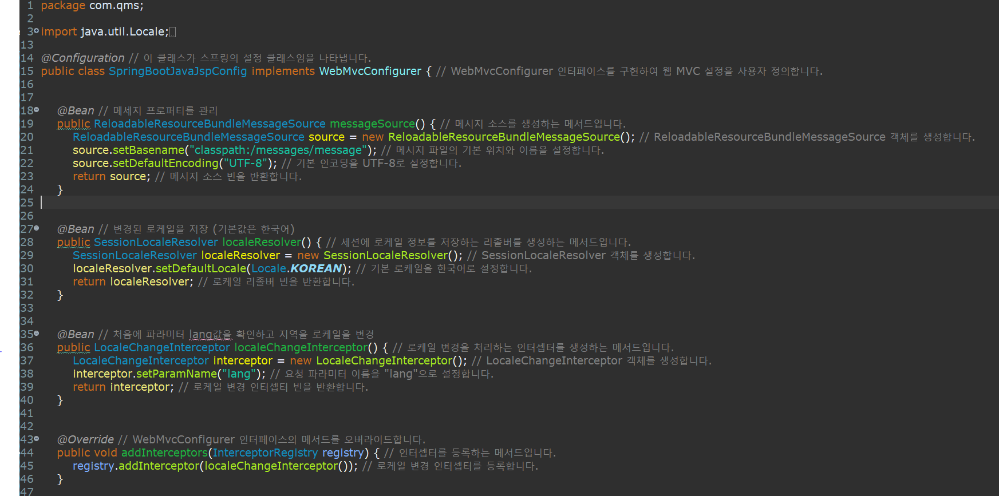 1 package com.qms;
2
3 import java.util.Locale;
13
14 @Configuration // 이 클래스가 스프링의 설정 클래스임을 나타냅니다.
15 public class SpringBootJavaJspConfig implements WebMvcConfigurer { // WebMvcConfigurer 인터페이스를 구현하여 웹 MVC 설정을 사용자 정의합니다.
16
17
18 @Bean // 메세지 프로퍼티를 관리
19 public ReloadableResourceBundleMessageSource messageSource() { // 메시지 소스를 생성하는 메서드입니다.
20 ReloadableResourceBundleMessageSource source = new ReloadableResourceBundleMessageSource(); // ReloadableResourceBundleMessageSource 객체를 생성합니다.
21 source.setBasename("classpath:/messages/message"); // 메시지 파일의 기본 위치와 이름을 설정합니다.
22 source.setDefaultEncoding("UTF-8"); // 기본 인코딩을 UTF-8로 설정합니다.
23 return source; // 메시지 소스 빈을 반환합니다.
24 }
25
26
27 @Bean // 변경된 로케일을 저장 (기본값은 한국어)
28 public SessionLocaleResolver localeResolver() { // 세션에 로케일 정보를 저장하는 리졸버를 생성하는 메서드입니다.
29 SessionLocaleResolver localeResolver = new SessionLocaleResolver(); // SessionLocaleResolver 객체를 생성합니다.
30 localeResolver.setDefaultLocale(Locale.KOREAN); // 기본 로케일을 한국어로 설정합니다.
31 return localeResolver; // 로케일 리졸버 빈을 반환합니다.
32 }
33
34
35 @Bean // 처음에 파라미터 lang값을 확인하고 지역을 로케일을 변경
36 public LocaleChangeInterceptor localeChangeInterceptor() { // 로케일 변경을 처리하는 인터셉터를 생성하는 메서드입니다.
37 LocaleChangeInterceptor interceptor = new LocaleChangeInterceptor(); // LocaleChangeInterceptor 객체를 생성합니다.
38 interceptor.setParamName("lang"); // 요청 파라미터 이름을 "lang"으로 설정합니다.
39 return interceptor; // 로케일 변경 인터셉터 빈을 반환합니다.
40 }
41
42
43 @Override // WebMvcConfigurer 인터페이스의 메서드를 오버라이드합니다.
44 public void addInterceptors(InterceptorRegistry registry) { // 인터셉터를 등록하는 메서드입니다.
45 registry.addInterceptor(localeChangeInterceptor()); // 로케일 변경 인터셉터를 등록합니다.
46 }
47